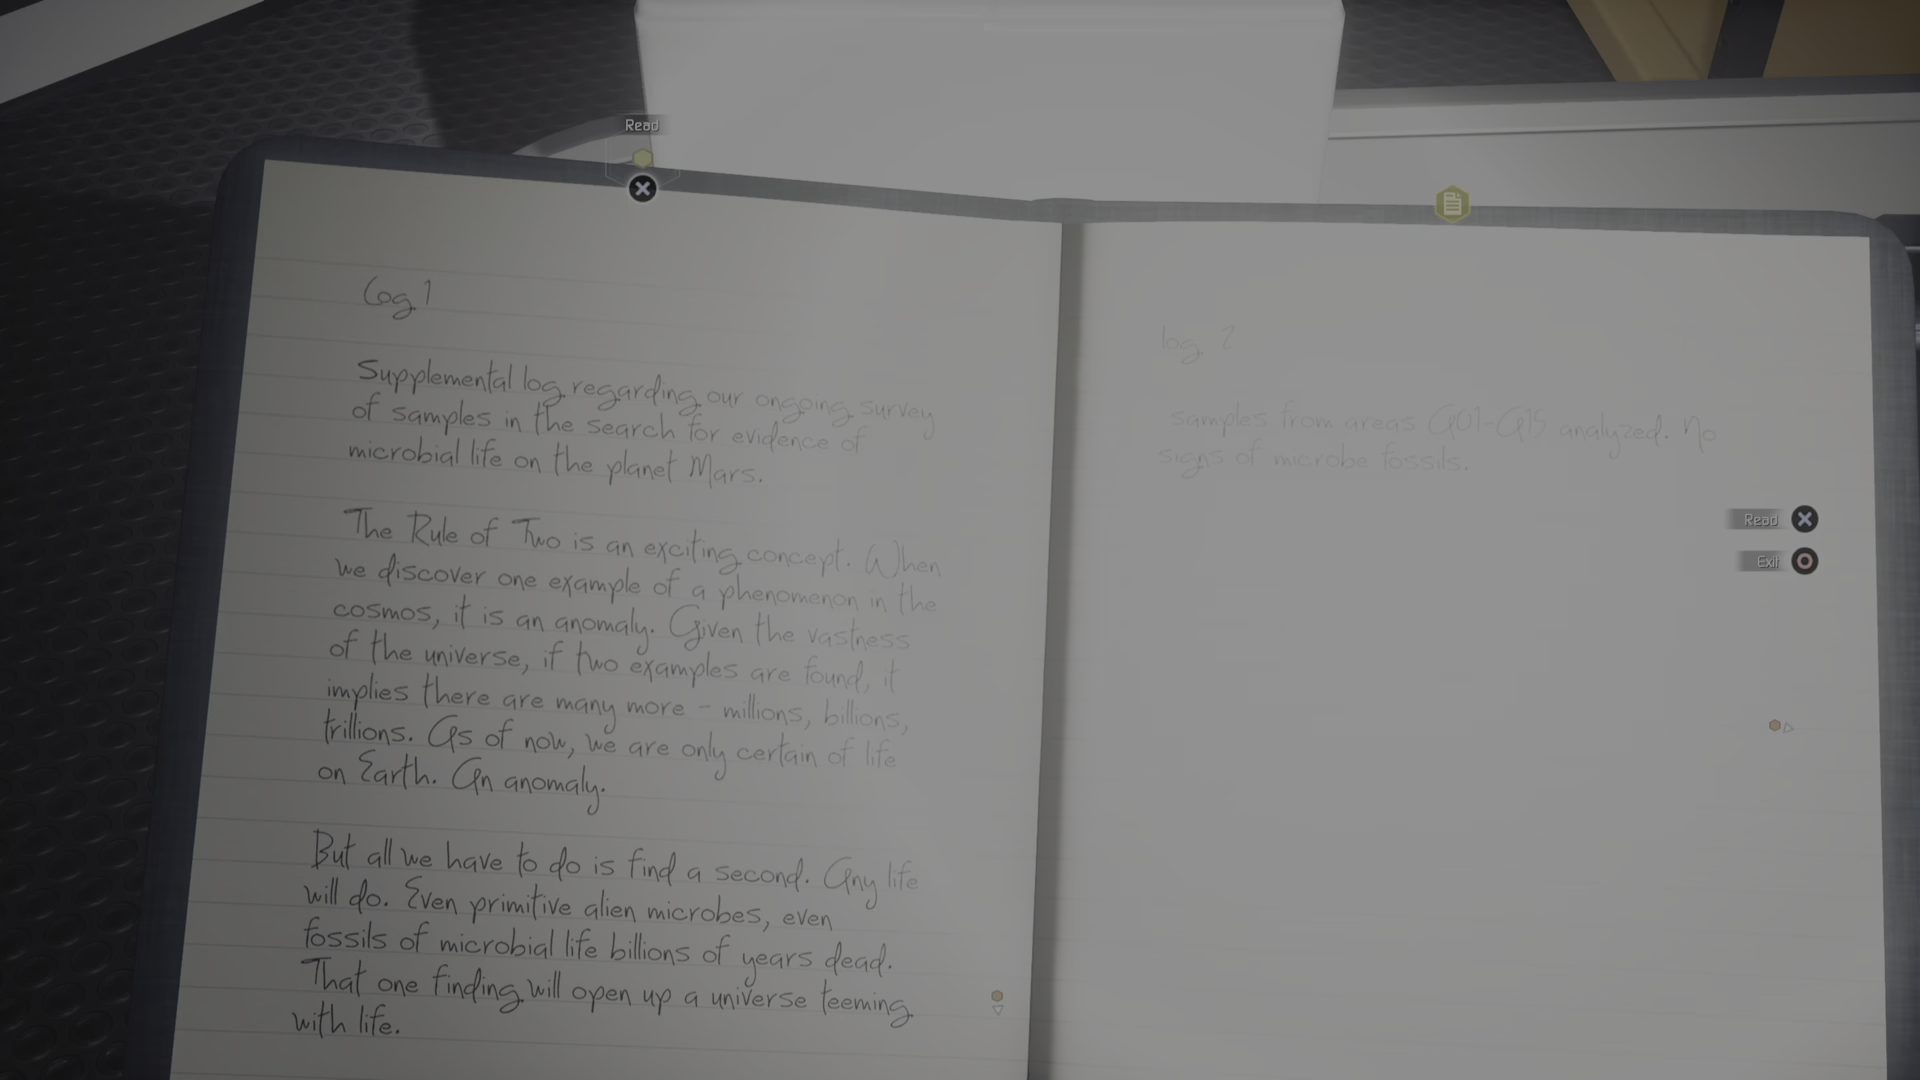 Read
Log 1
Supplemental log regarding our ongoing survey
of samples in the search for evidence of
microbial life on the planet Mars.
The Rule of Two is an exciting concept. When
we discover one example of a phenomenon in the
cosmos, it is an anomaly. Given the vastness
of the universe, if two examples are found, it
implies there are many more - millions, billions,
trillions. As of now, we are only certain of life
on Earth. An anomaly.
But all we have to do is find a second. Any life
will do. Even primitive alien microbes, even
fossils of microbial life billions of years dead.
That one finding will open up a universe teeming
with life.
log 2
samples from areas A01-A15 analyzed. No
signs of microbe fossils.
Read
Exit